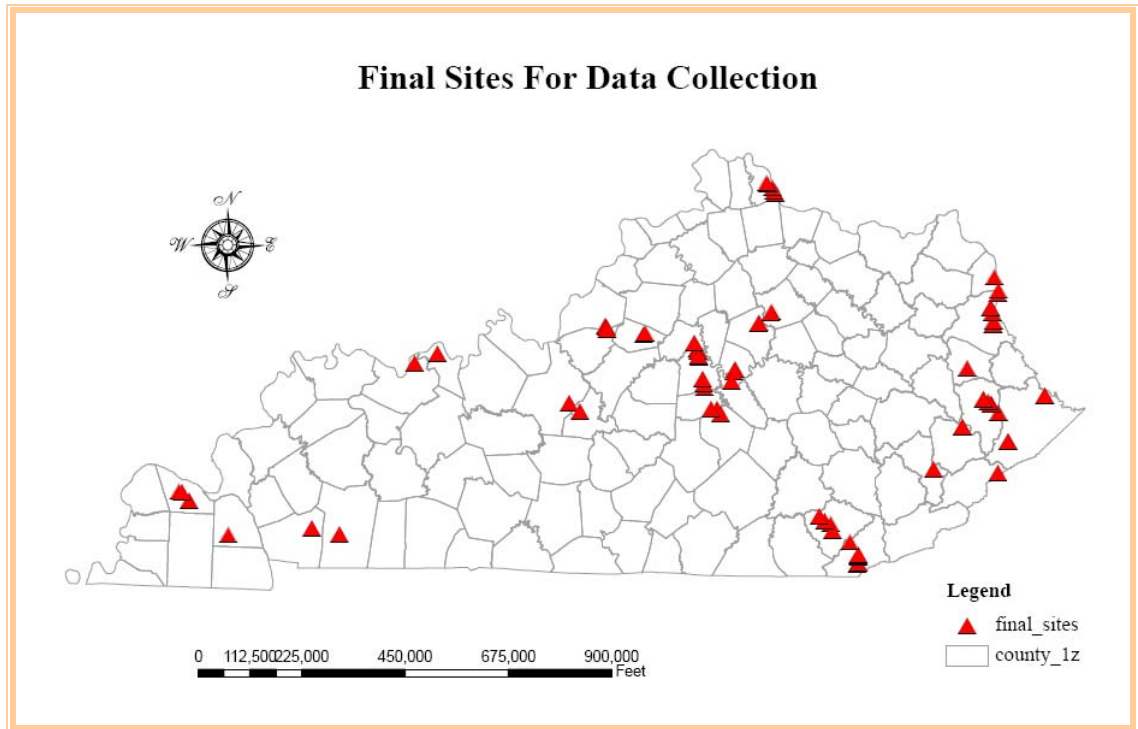 Final Sites For Data Collection
N
W E
S
Legend
final_sites
county_1z
0 112,500 225,000 450,000 675,000 900,000
Feet